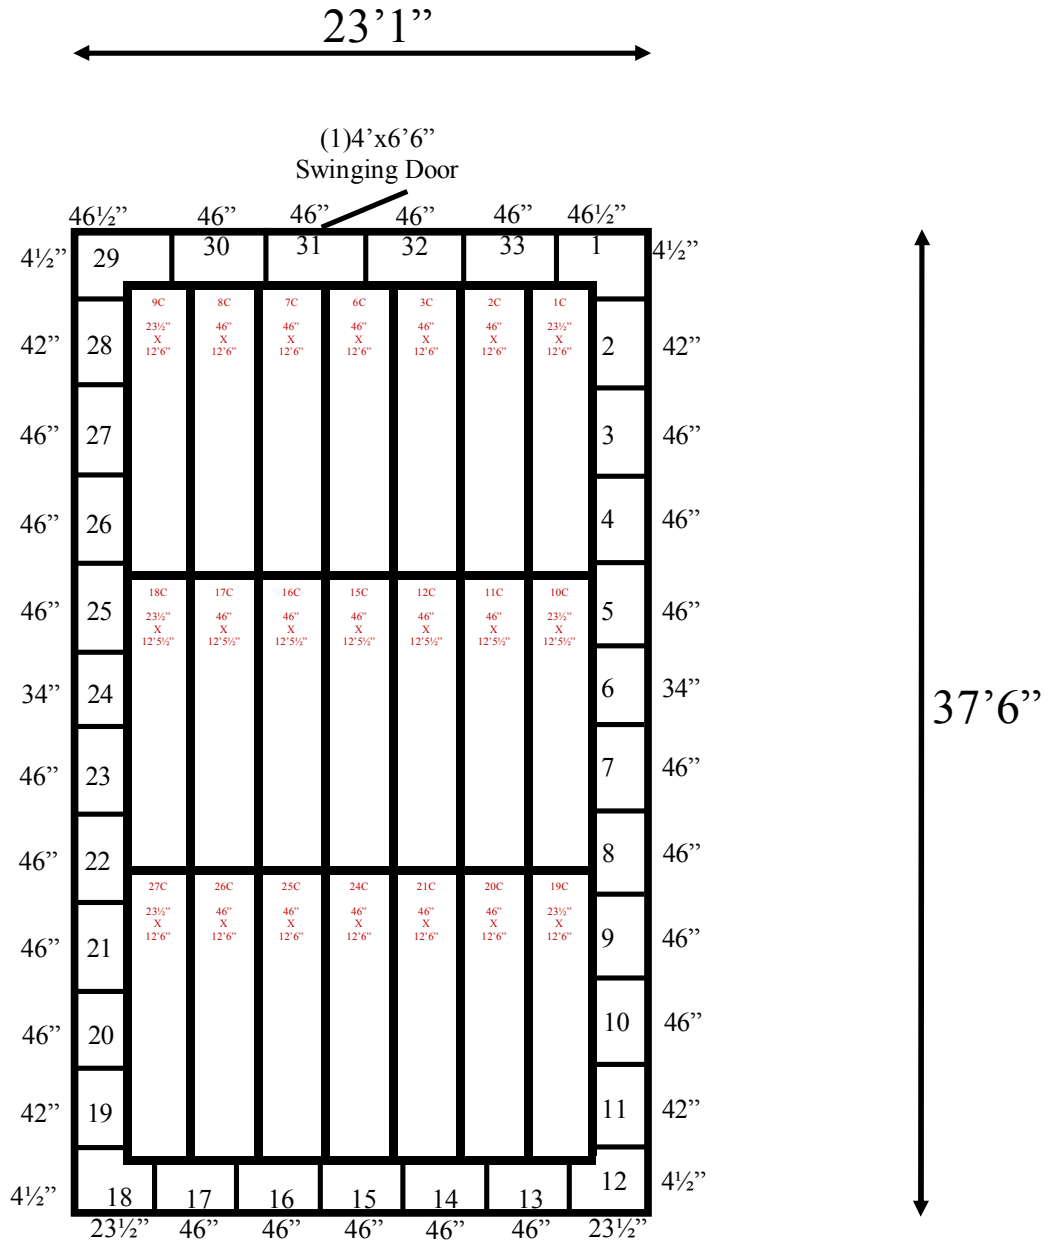 23’1”
(1)4’x6’6”
Swinging Door
46½” 46” 46” 46” 46” 46½”
4½” 29 30 31 32 33 1 4½”
9C 8C 7C 6C 3C 2C 1C
23½” 46” 46” 46” 46” 46” 23½”
X X X X X X X
12’6” 12’6” 12’6” 12’6” 12’6” 12’6” 12’6”
42” 28 2 42”
46” 27 3 46”
46” 26 4 46”
18C 17C 16C 15C 12C 11C 10C
23½” 46” 46” 46” 46” 46” 23½”
X X X X X X X
12’5½” 12’5½” 12’5½” 12’5½” 12’5½” 12’5½” 12’5½”
46” 25 5 46”
34” 24 6 34”
37’6”
46” 23 7 46”
46” 22 8 46”
27C 26C 25C 24C 21C 20C 19C
23½” 46” 46” 46” 46” 46” 23½”
X X X X X X X
12’6” 12’6” 12’6” 12’6” 12’6” 12’6” 12’6”
46” 21 9 46”
46” 20 10 46”
42” 19 11 42”
4½” 18 17 16 15 14 13 12 4½”
23½” 46” 46” 46” 46” 46” 23½”